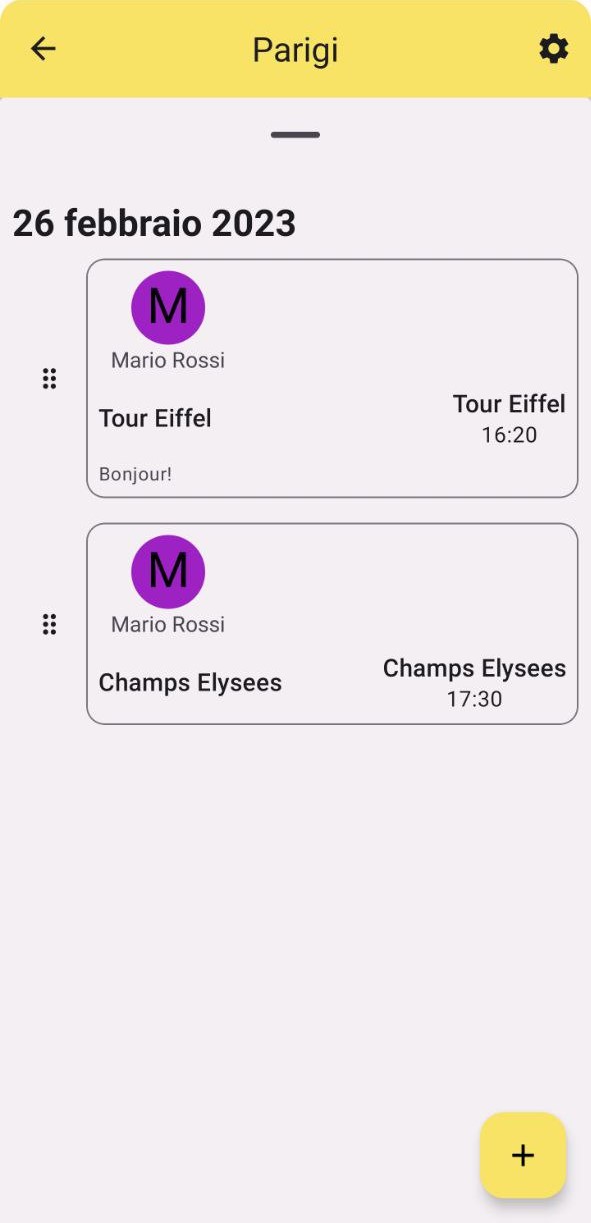 Parigi
26 febbraio 2023
M
Mario Rossi
Tour Eiffel
Tour Eiffel
16:20
Bonjour!
M
Mario Rossi
Champs Elysees
Champs Elysees
17:30